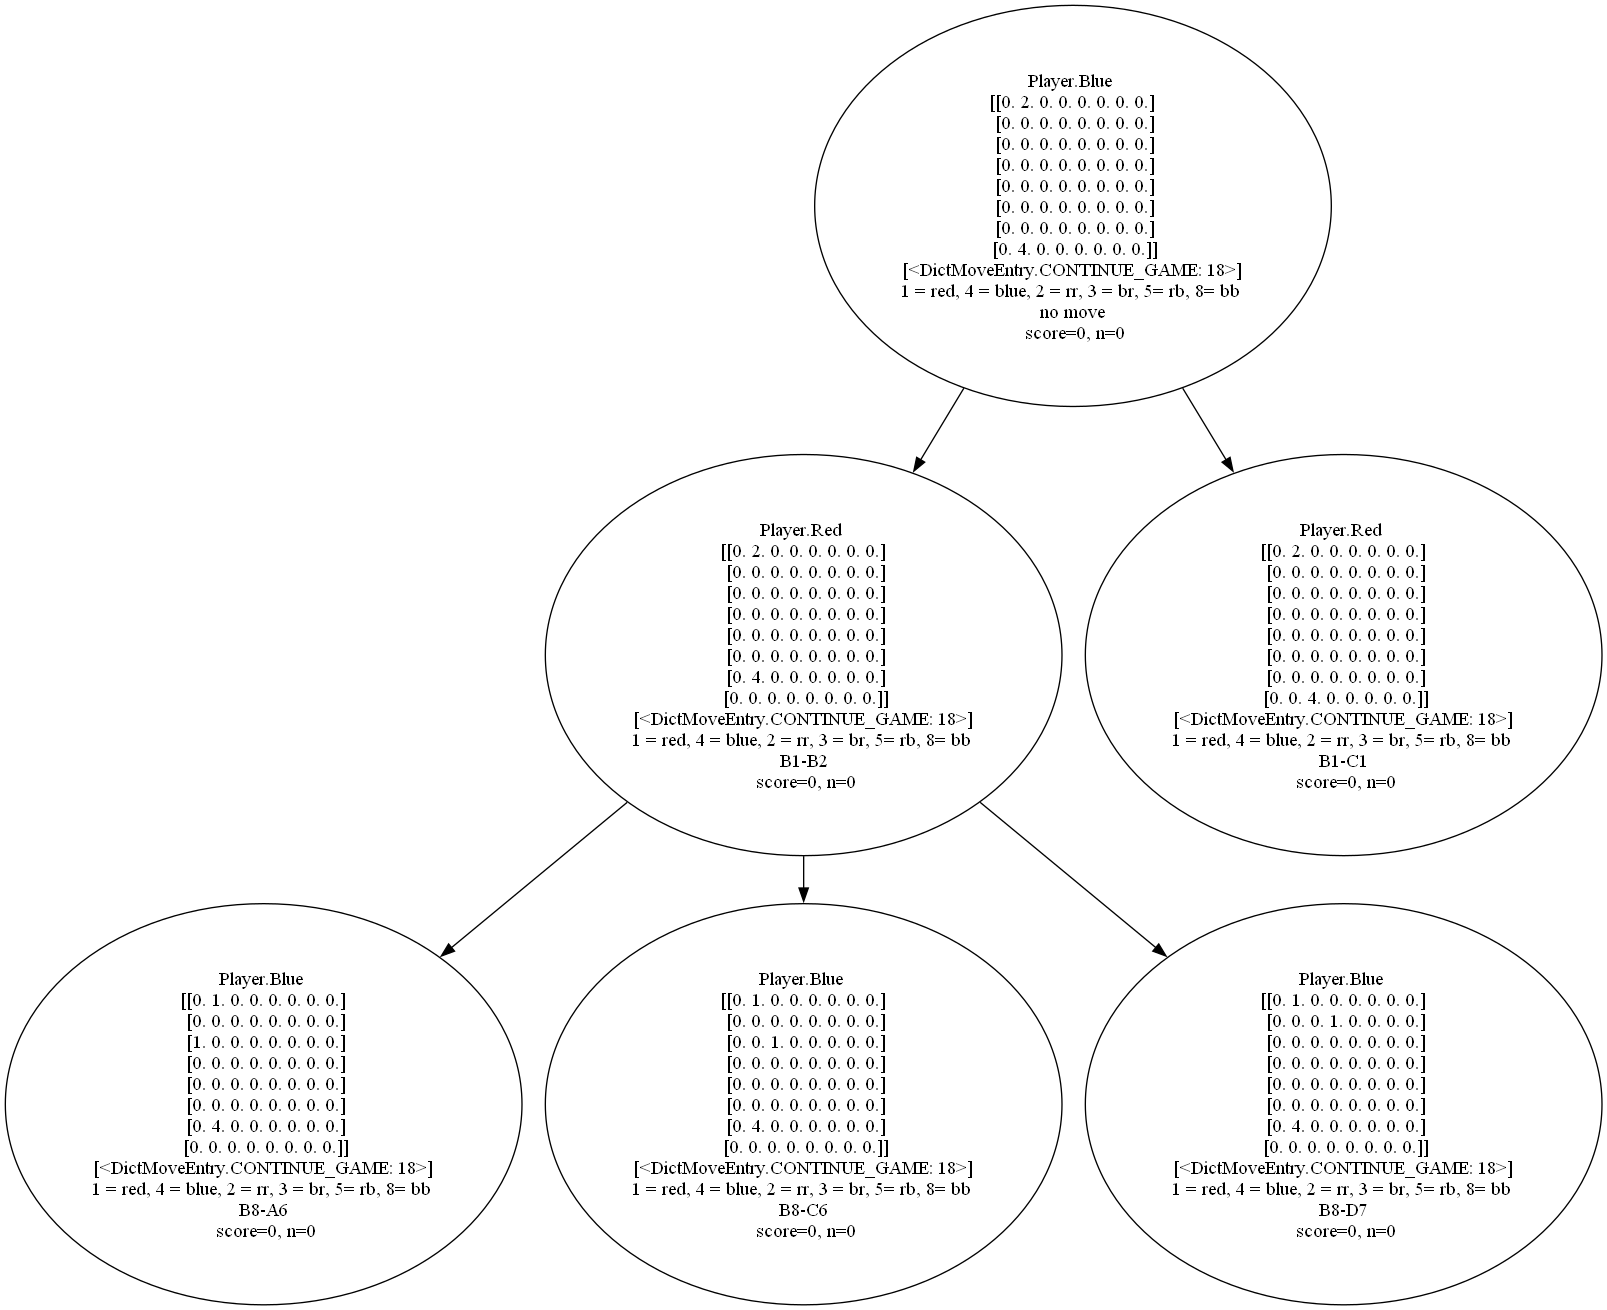 Player.Blue
[[0. 2. 0. 0. 0. 0. 0. 0.]
[0. 0. 0. 0. 0. 0. 0. 0.]
[0. 0. 0. 0. 0. 0. 0. 0.]
[0. 0. 0. 0. 0. 0. 0. 0.]
[0. 0. 0. 0. 0. 0. 0. 0.]
[0. 0. 0. 0. 0. 0. 0. 0.]
[0. 0. 0. 0. 0. 0. 0. 0.]
[0. 4. 0. 0. 0. 0. 0. 0.]]
[<DictMoveEntry.CONTINUE_GAME: 18>]
1 = red, 4 = blue, 2 = rr, 3 = br, 5= rb, 8= bb
no move
score=0, n=0
Player.Red
[[0. 2. 0. 0. 0. 0. 0. 0.]
[0. 0. 0. 0. 0. 0. 0. 0.]
[0. 0. 0. 0. 0. 0. 0. 0.]
[0. 0. 0. 0. 0. 0. 0. 0.]
[0. 0. 0. 0. 0. 0. 0. 0.]
[0. 0. 0. 0. 0. 0. 0. 0.]
[0. 4. 0. 0. 0. 0. 0. 0.]
[0. 0. 0. 0. 0. 0. 0. 0.]]
[<DictMoveEntry.CONTINUE_GAME: 18>]
1 = red, 4 = blue, 2 = rr, 3 = br, 5= rb, 8= bb
B1-B2
score=0, n=0
Player.Red
[[0. 2. 0. 0. 0. 0. 0. 0.]
[0. 0. 0. 0. 0. 0. 0. 0.]
[0. 0. 0. 0. 0. 0. 0. 0.]
[0. 0. 0. 0. 0. 0. 0. 0.]
[0. 0. 0. 0. 0. 0. 0. 0.]
[0. 0. 0. 0. 0. 0. 0. 0.]
[0. 0. 0. 0. 0. 0. 0. 0.]
[0. 0. 4. 0. 0. 0. 0. 0.]]
[<DictMoveEntry.CONTINUE_GAME: 18>]
1 = red, 4 = blue, 2 = rr, 3 = br, 5= rb, 8= bb
B1-C1
score=0, n=0
Player.Blue
[[0. 1. 0. 0. 0. 0. 0. 0.]
[0. 0. 0. 0. 0. 0. 0. 0.]
[1. 0. 0. 0. 0. 0. 0. 0.]
[0. 0. 0. 0. 0. 0. 0. 0.]
[0. 0. 0. 0. 0. 0. 0. 0.]
[0. 0. 0. 0. 0. 0. 0. 0.]
[0. 4. 0. 0. 0. 0. 0. 0.]
[0. 0. 0. 0. 0. 0. 0. 0.]]
[<DictMoveEntry.CONTINUE_GAME: 18>]
1 = red, 4 = blue, 2 = rr, 3 = br, 5= rb, 8= bb
B8-A6
score=0, n=0
Player.Blue
[[0. 1. 0. 0. 0. 0. 0. 0.]
[0. 0. 0. 0. 0. 0. 0. 0.]
[0. 0. 1. 0. 0. 0. 0. 0.]
[0. 0. 0. 0. 0. 0. 0. 0.]
[0. 0. 0. 0. 0. 0. 0. 0.]
[0. 0. 0. 0. 0. 0. 0. 0.]
[0. 4. 0. 0. 0. 0. 0. 0.]
[0. 0. 0. 0. 0. 0. 0. 0.]]
[<DictMoveEntry.CONTINUE_GAME: 18>]
1 = red, 4 = blue, 2 = rr, 3 = br, 5= rb, 8= bb
B8-C6
score=0, n=0
Player.Blue
[[0. 1. 0. 0. 0. 0. 0. 0.]
[0. 0. 0. 1. 0. 0. 0. 0.]
[0. 0. 0. 0. 0. 0. 0. 0.]
[0. 0. 0. 0. 0. 0. 0. 0.]
[0. 0. 0. 0. 0. 0. 0. 0.]
[0. 0. 0. 0. 0. 0. 0. 0.]
[0. 4. 0. 0. 0. 0. 0. 0.]
[0. 0. 0. 0. 0. 0. 0. 0.]]
[<DictMoveEntry.CONTINUE_GAME: 18>]
1 = red, 4 = blue, 2 = rr, 3 = br, 5= rb, 8= bb
B8-D7
score=0, n=0